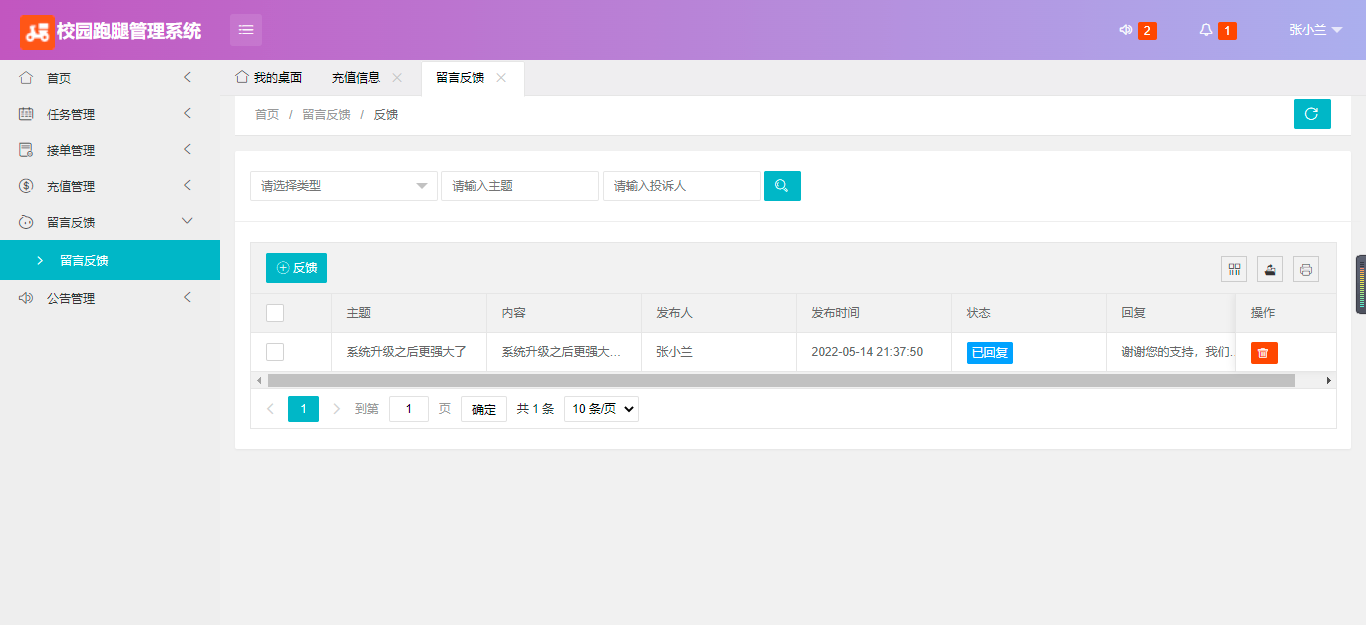 校园跑腿管理系统
2
1
张小兰
首页
任务管理
接单管理
充值管理
留言反馈
留言反馈
公告管理
我的桌面
充值信息
留言反馈
首页 / 留言反馈 / 反馈
请选择类型
请输入主题
请输入投诉人
反馈
主题 内容 发布人 发布时间 状态 回复 操作
系统升级之后更强大了 系统升级之后更强大... 张小兰 2022-05-14 21:37:50 已回复 谢谢您的支持，我们...
1 到第 1 页 确定 共 1 条 10 条/页